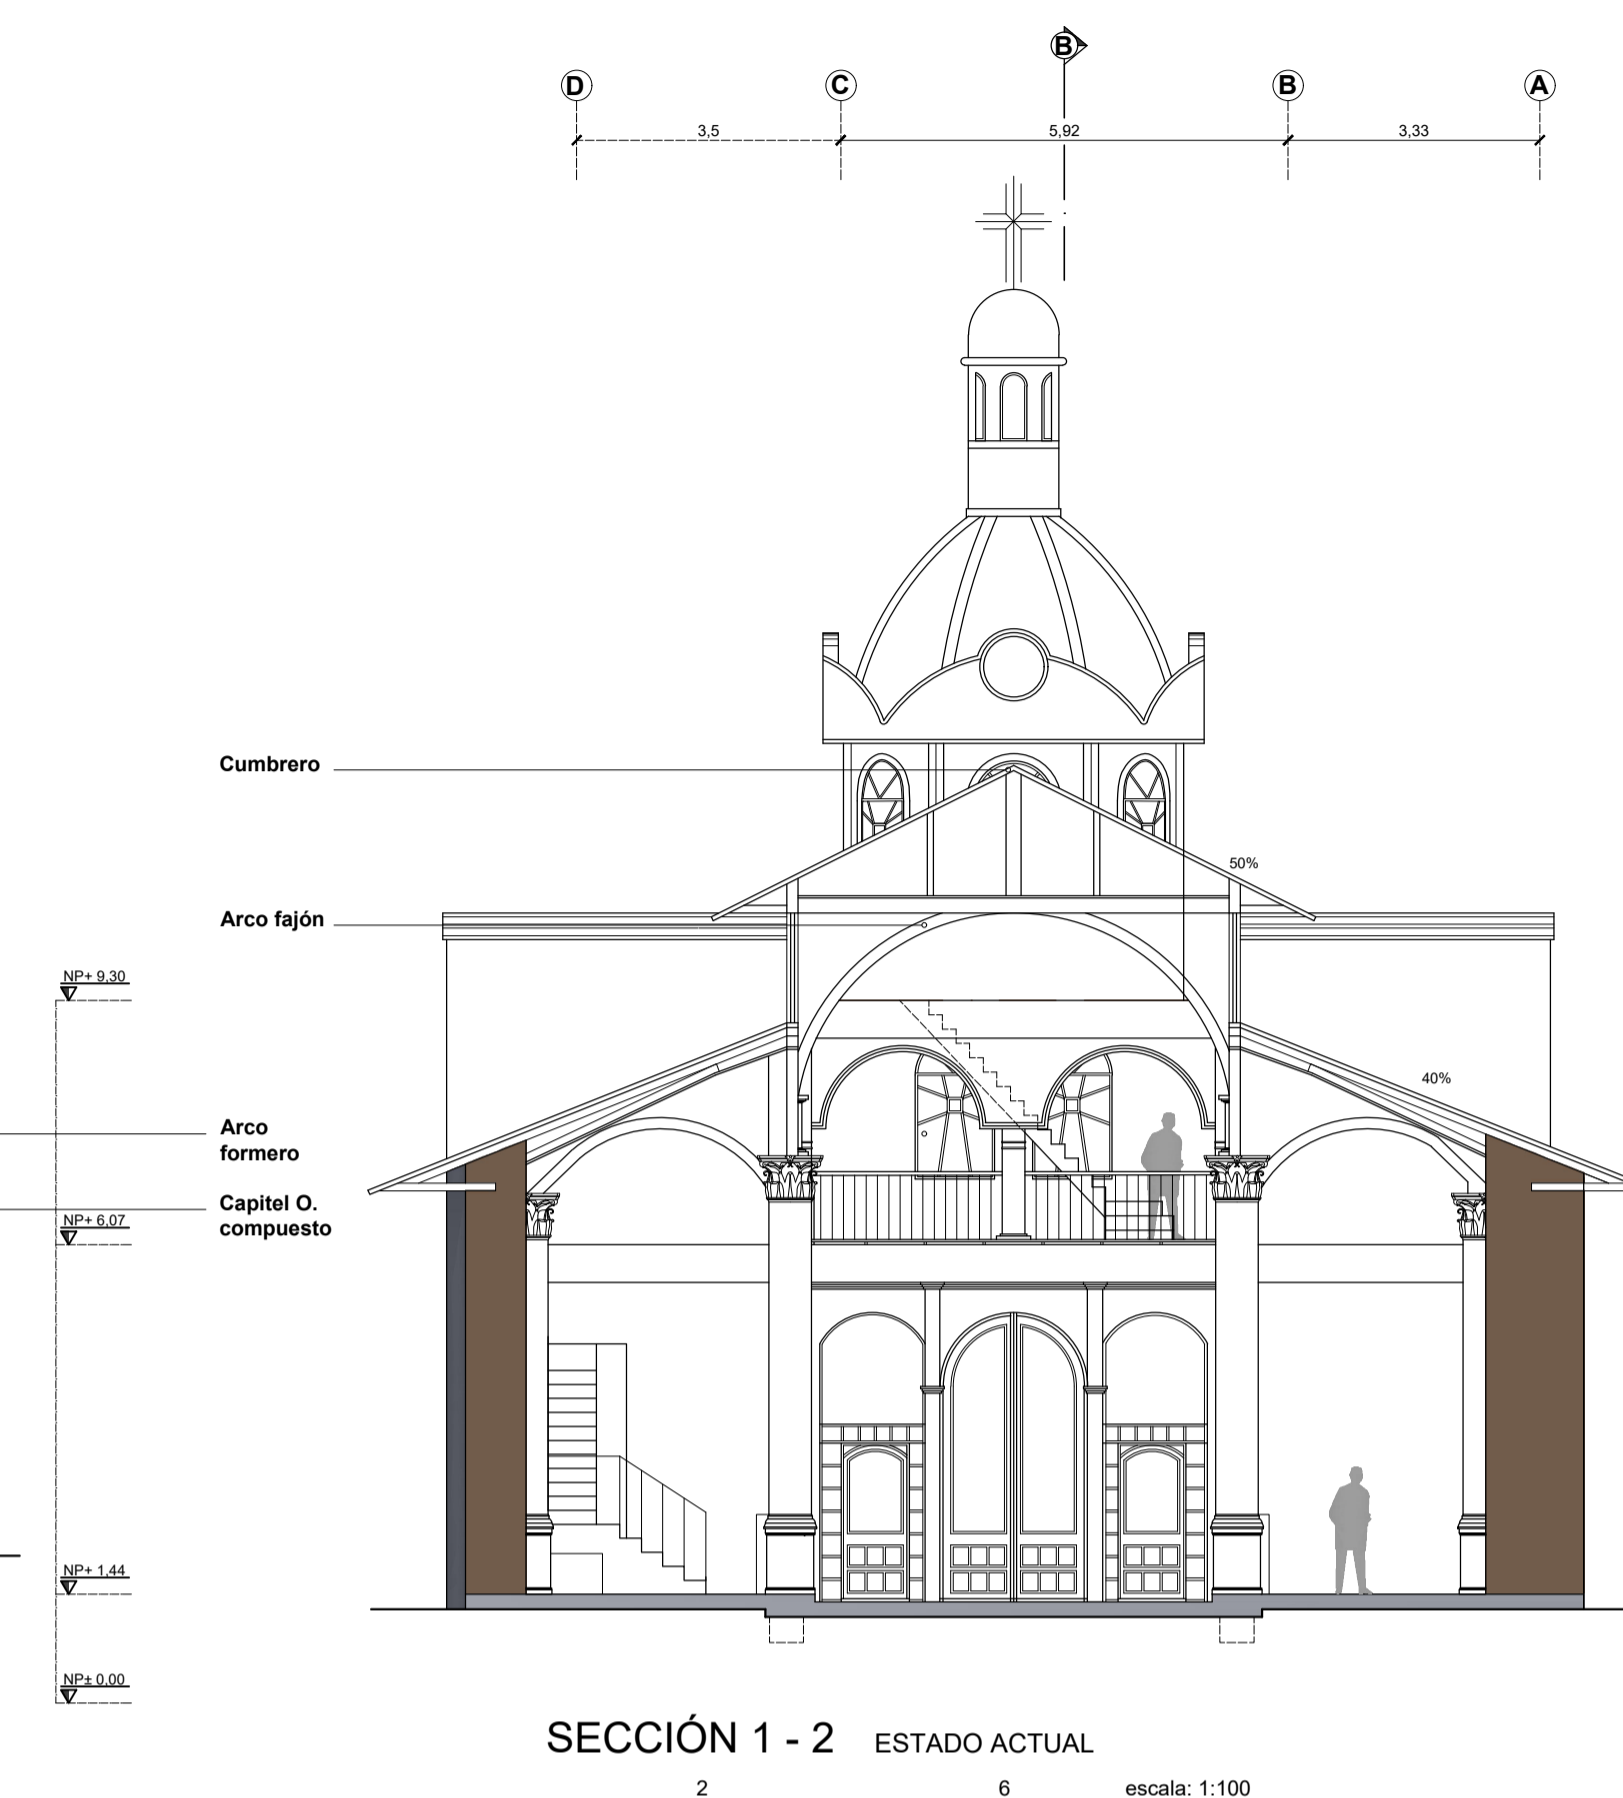 B
D
C
B
A
3,5
5,92
3,33
Cumbrero
50%
Arco fajón
NP+ 9,30
40%
Arco
formero
Capitel O.
compuesto
NP+ 6,07
NP+ 1,44
NP± 0,00
SECCIÓN 1 - 2 ESTADO ACTUAL
2 6 escala: 1:100